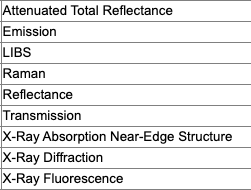 Attenuated Total Reflectance
Emission
LIBS
Raman
Reflectance
Transmission
X-Ray Absorption Near-Edge Structure
X-Ray Diffraction
X-Ray Fluorescence